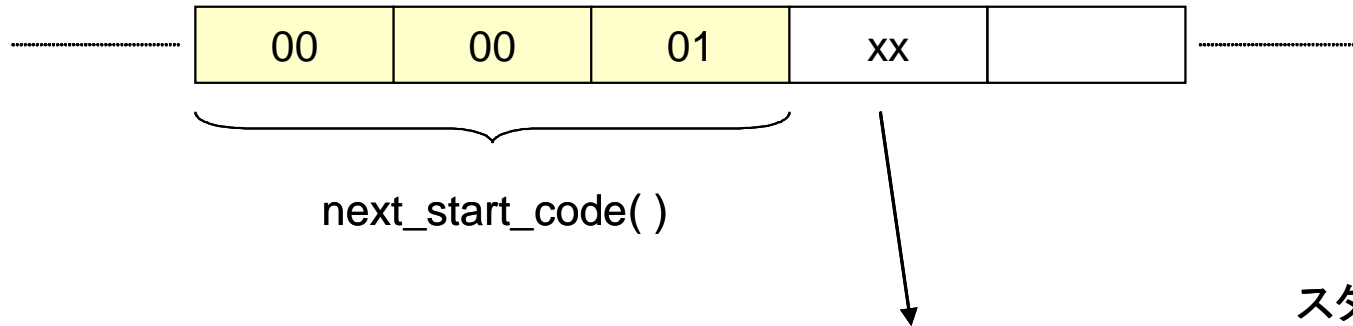 00 00 01 xx
next_start_code( )
スタ